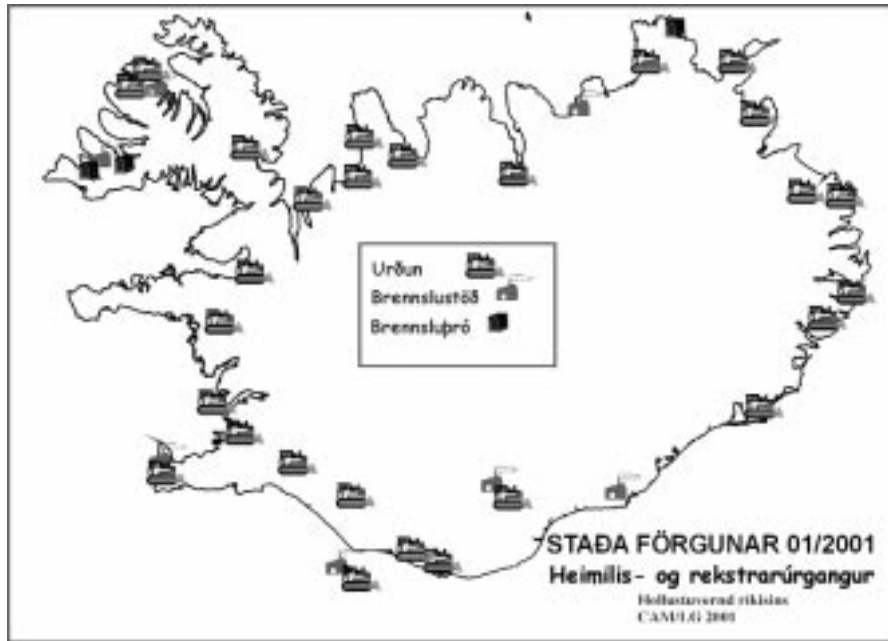 Urðun
Brennslustöð
Brennsluþró
STAÐA FÖRGUNAR 01/2001
Heimilis- og rekstrarúrgangur
Hollustuvernd ríkisins
CAM/LG 2001